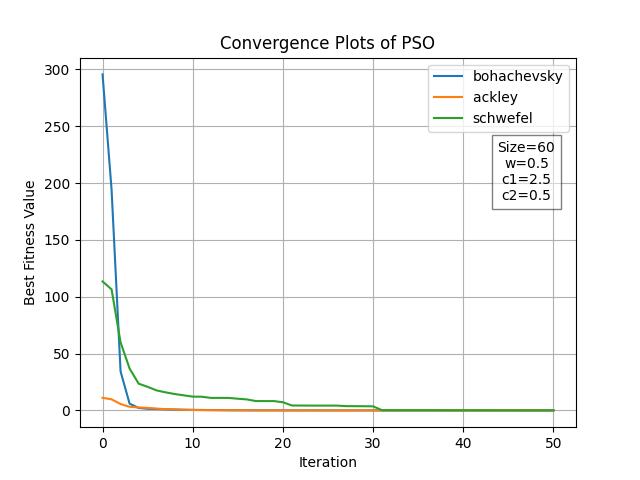 Convergence Plots of PSO
300
250
200
150
100
50
0
Best Fitness Value
bohachevsky
ackley
schwefel
Size=60
w=0.5
c1=2.5
c2=0.5
0 10 20 30 40 50
Iteration